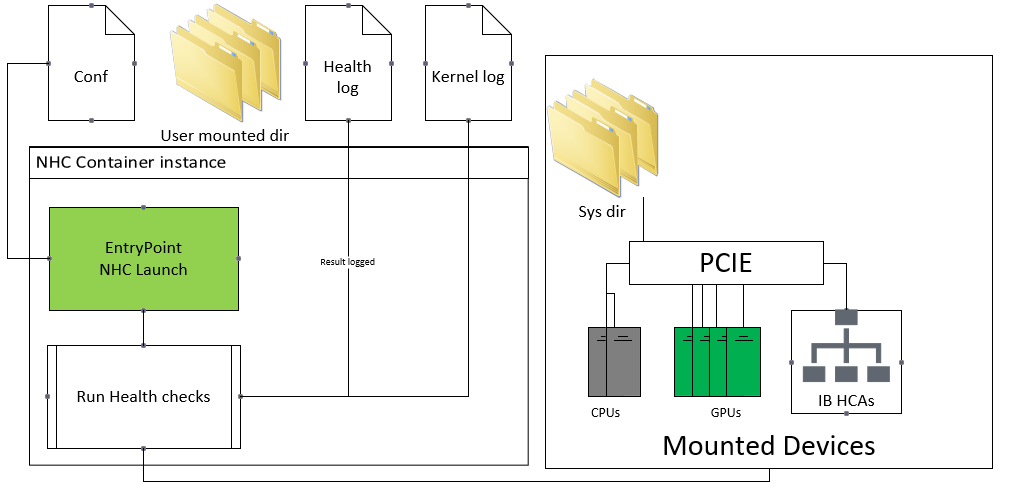 Conf
User mounted dir
Health
log
Kernel log
NHC Container instance
EntryPoint
NHC Launch
Result logged
Run Health checks
Sys dir
PCIE
CPUs
GPUs
IB HCAs
Mounted Devices